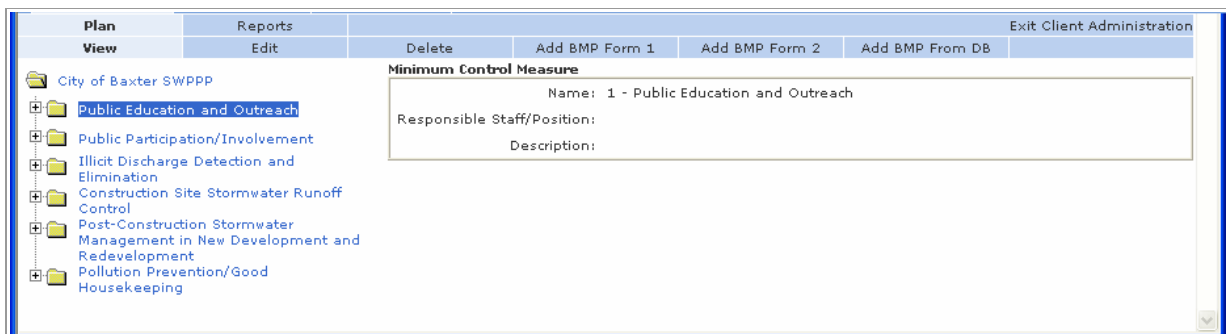 Plan Reports Exit Client Administration
View Edit Delete Add BMP Form 1 Add BMP Form 2 Add BMP From DB
City of Baxter SWPPP
Public Education and Outreach
Public Participation/Involvement
Illicit Discharge Detection and
Elimination
Construction Site Stormwater Runoff
Control
Post-Construction Stormwater
Management in New Development and
Redevelopment
Pollution Prevention/Good
Housekeeping
Minimum Control Measure
Name: 1 - Public Education and Outreach
Responsible Staff/Position:
Description: